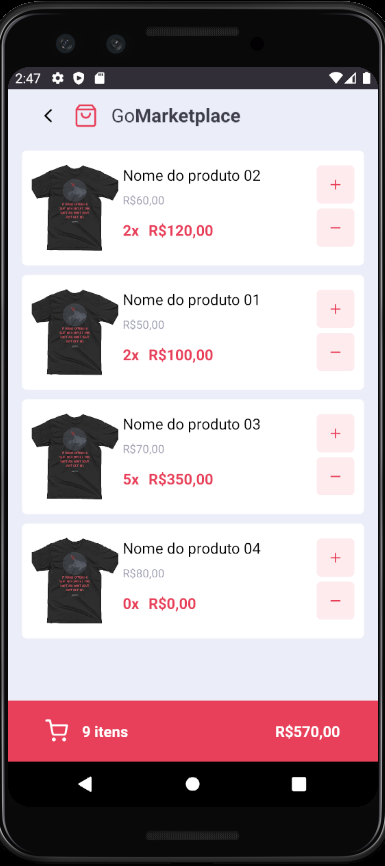 2:47
GoMarketplace
Nome do produto 02
R$60,00
2x R$120,00
+
−
Nome do produto 01
R$50,00
2x R$100,00
+
−
Nome do produto 03
R$70,00
5x R$350,00
+
−
Nome do produto 04
R$80,00
0x R$0,00
+
−
9 itens R$570,00